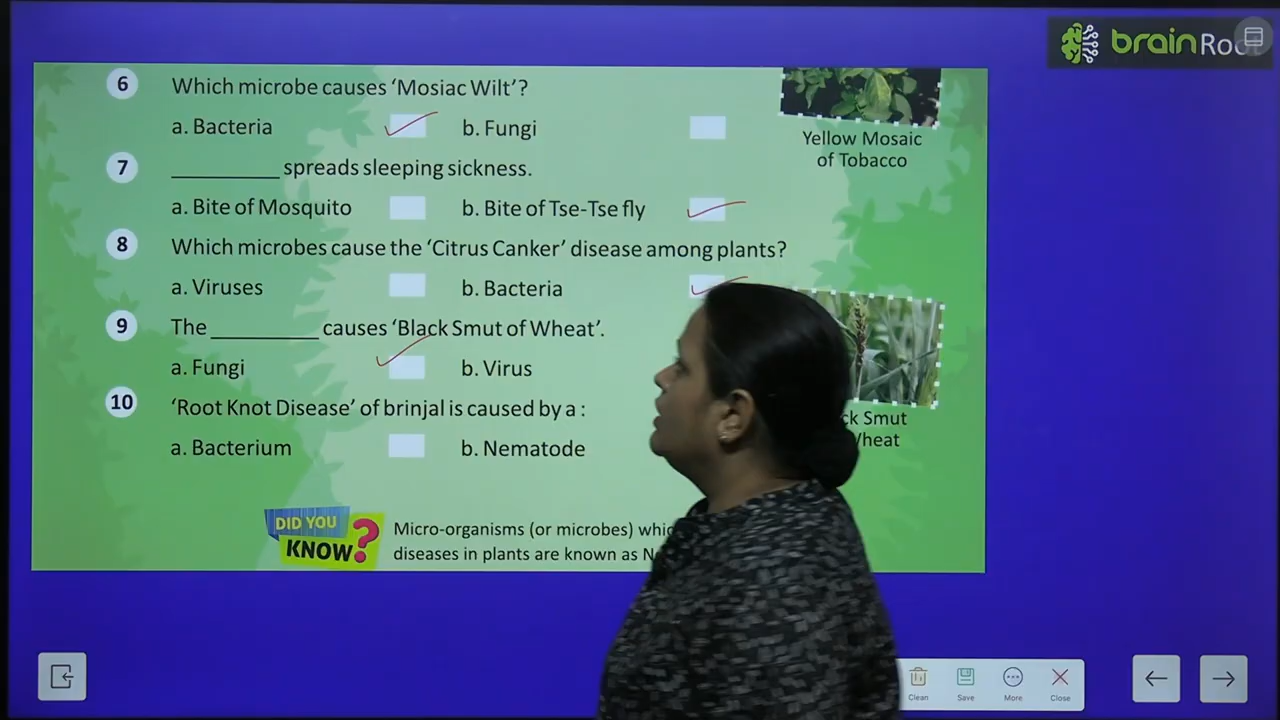 brainRoo
6 Which microbe causes ‘Mosiac Wilt’?
a. Bacteria b. Fungi
Yellow Mosaic
of Tobacco
7 __________ spreads sleeping sickness.
a. Bite of Mosquito b. Bite of Tse-Tse fly
8 Which microbes cause the ‘Citrus Canker’ disease among plants?
a. Viruses b. Bacteria
9 The __________ causes ‘Black Smut of Wheat’.
a. Fungi b. Virus
10 ‘Root Knot Disease’ of brinjal is caused by a :
a. Bacterium b. Nematode
Smut
DID YOU
KNOW?
Micro-organisms (or microbes)
diseases in plants are known as
Clean Save More Close